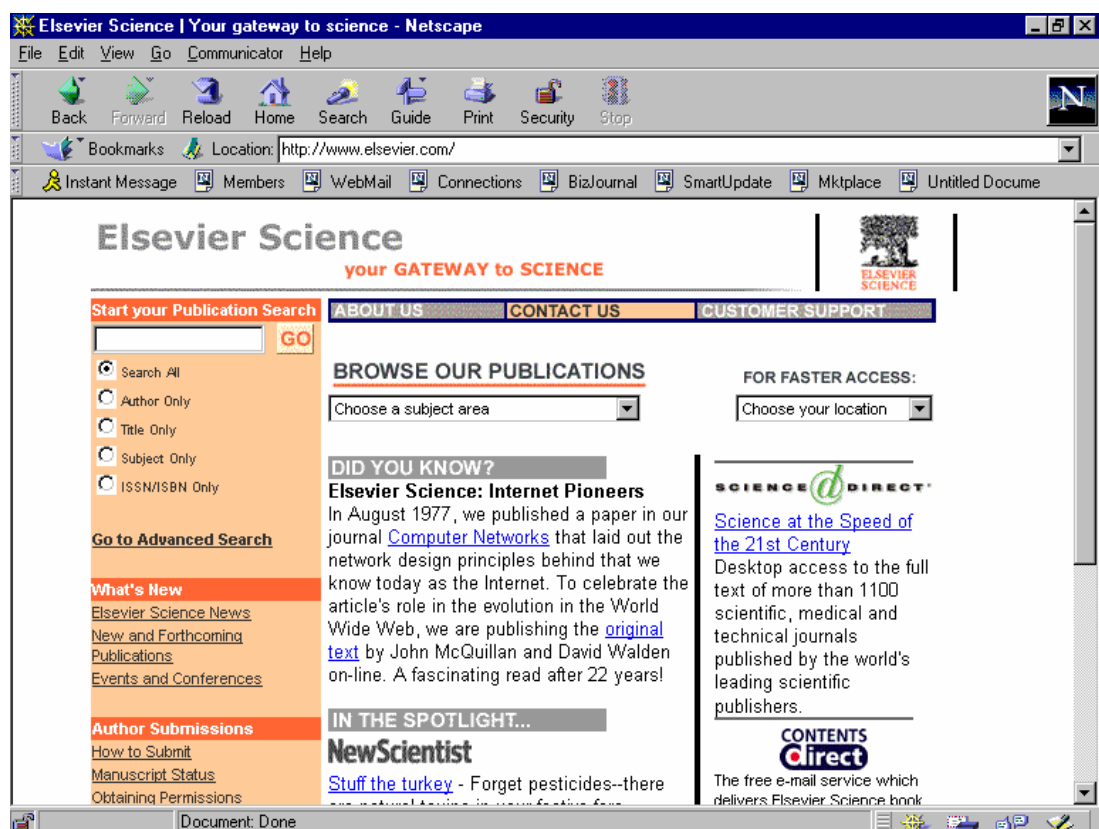 Elsevier Science | Your gateway to science - Netscape
File Edit View Go Communicator Help
Back Forward Reload Home Search Guide Print Security Stop
N
Bookmarks Location: http://www.elsevier.com/
Instant Message Members WebMail Connections BizJournal SmartUpdate Mktplace Untitled Docume
Elsevier Science
your GATEWAY to SCIENCE
ELSEVIER
SCIENCE
Start your Publication Search
GO
Search All
Author Only
Title Only
Subject Only
ISSN/ISBN Only
Go to Advanced Search
What's New
Elsevier Science News
New and Forthcoming
Publications
Events and Conferences
Author Submissions
How to Submit
Manuscript Status
Obtaining Permissions
ABOUT US CONTACT US CUSTOMER SUPPORT
BROWSE OUR PUBLICATIONS
Choose a subject area
FOR FASTER ACCESS:
Choose your location
DID YOU KNOW?
Elsevier Science: Internet Pioneers
In August 1977, we published a paper in our
journal Computer Networks that laid out the
network design principles behind that we
know today as the Internet. To celebrate the
article's role in the evolution in the World
Wide Web, we are publishing the original
text by John McQuillan and David Walden
on-line. A fascinating read after 22 years!
IN THE SPOTLIGHT...
NewScientist
Stuff the turkey - Forget pesticides--there
are natural toxins in your festive fare
SCIENCE d DIRECT
Science at the Speed of
the 21st Century
Desktop access to the full
text of more than 1100
scientific, medical and
technical journals
published by the world's
leading scientific
publishers.
CONTENTS
direct
The free e-mail service which
delivers Elsevier Science book
Document: Done